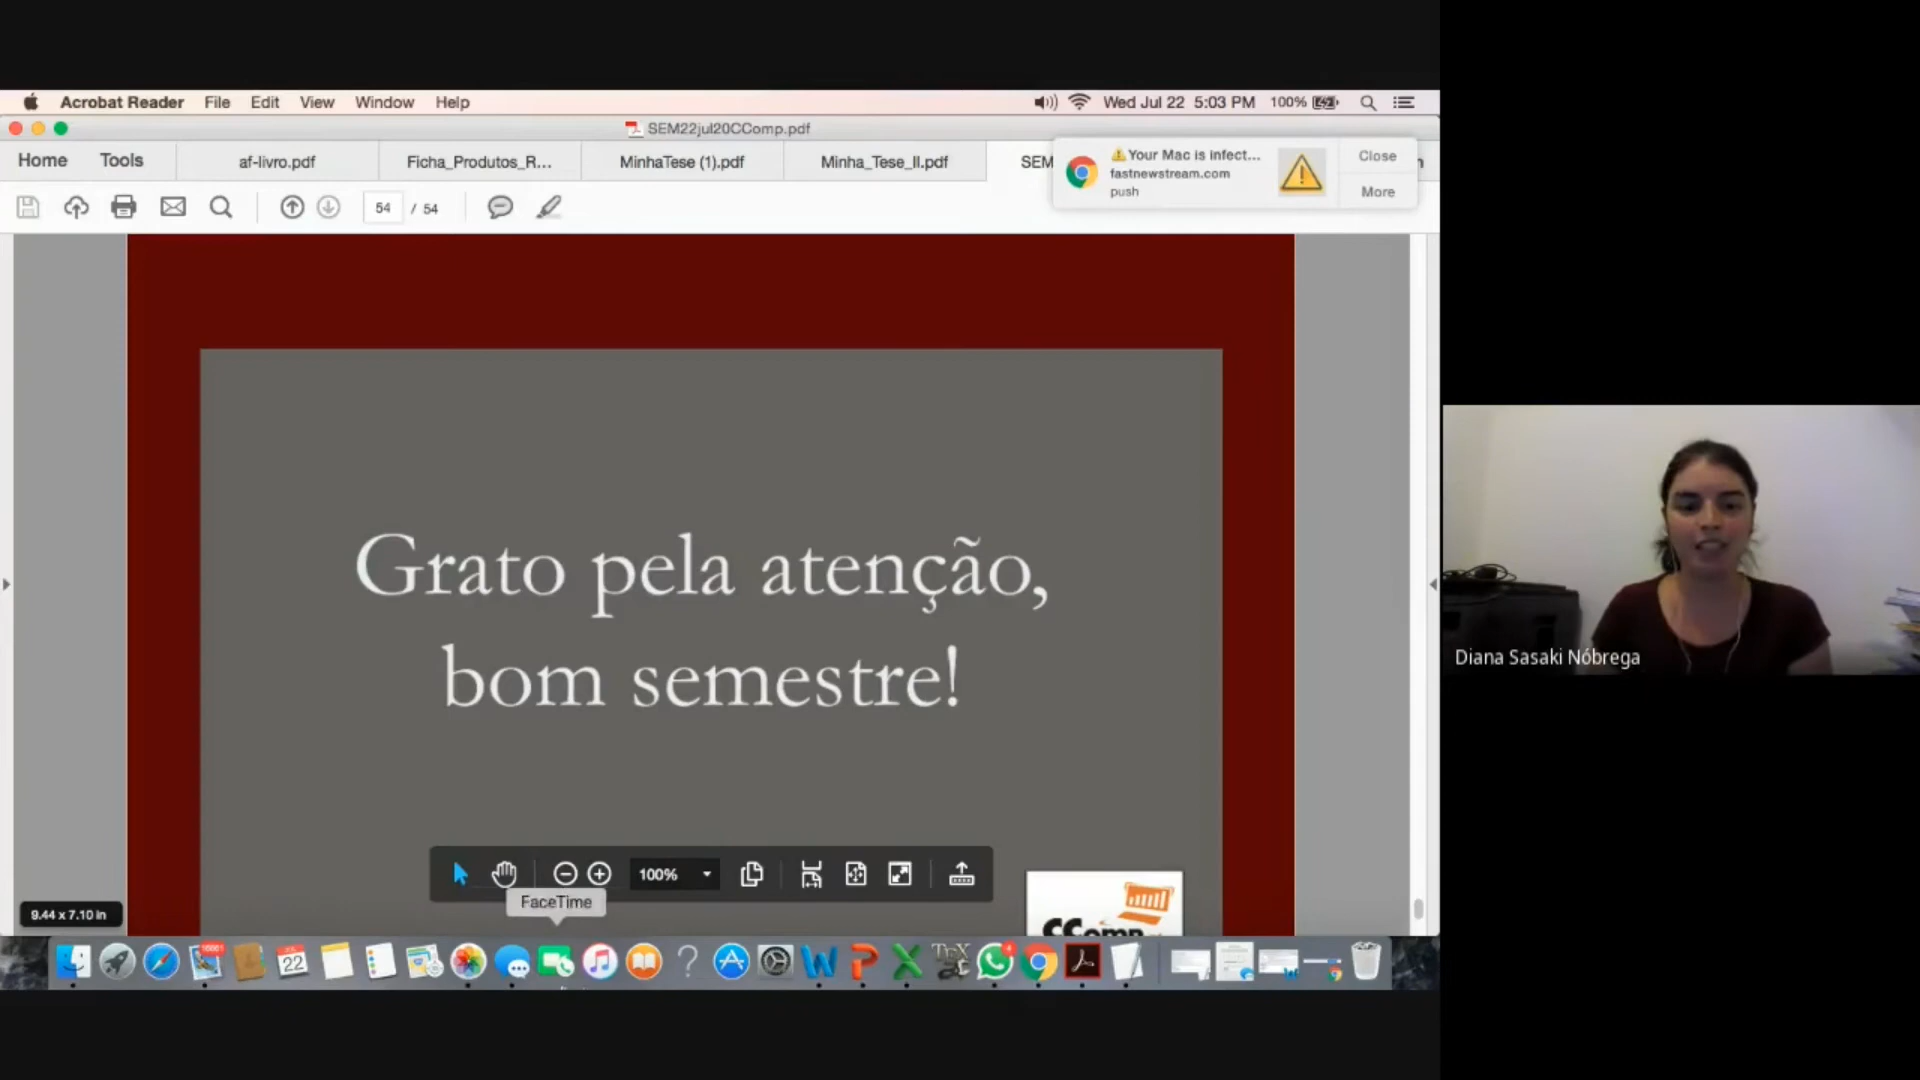 Acrobat Reader File Edit View Window Help
Wed Jul 22 5:03 PM 100%
SEM22jul20CComp.pdf
Home Tools af-livro.pdf Ficha_Produtos_R... MinhaTese (1).pdf Minha_Tese_II.pdf SEM
Your Mac is infect...
fastnewstream.com
push
Close
More
54 / 54
Grato pela atenção,
bom semestre!
100%
FaceTime
9.44 x 7.10 in
CComp
22
Diana Sasaki Nóbrega